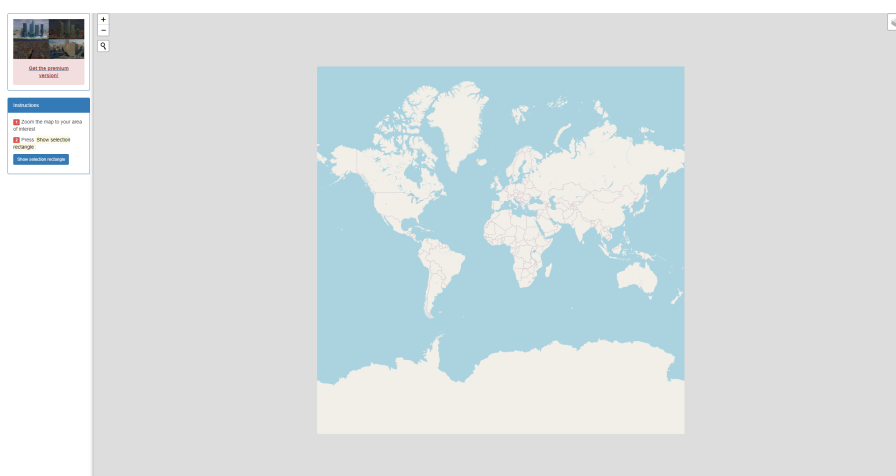 Get the premium
version!
Instructions
1 Zoom the map to your area
of interest
2 Press Show selection
rectangle
Show selection rectangle
+
−